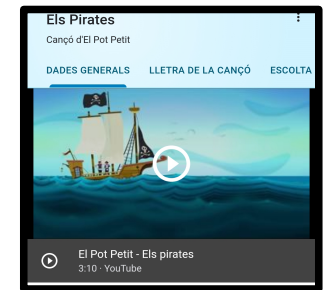 Els Pirates
Cançó d'El Pot Petit
DADES GENERALS LLETRA DE LA CANÇÓ ESCOLTA
El Pot Petit - Els pirates
3:10 · YouTube